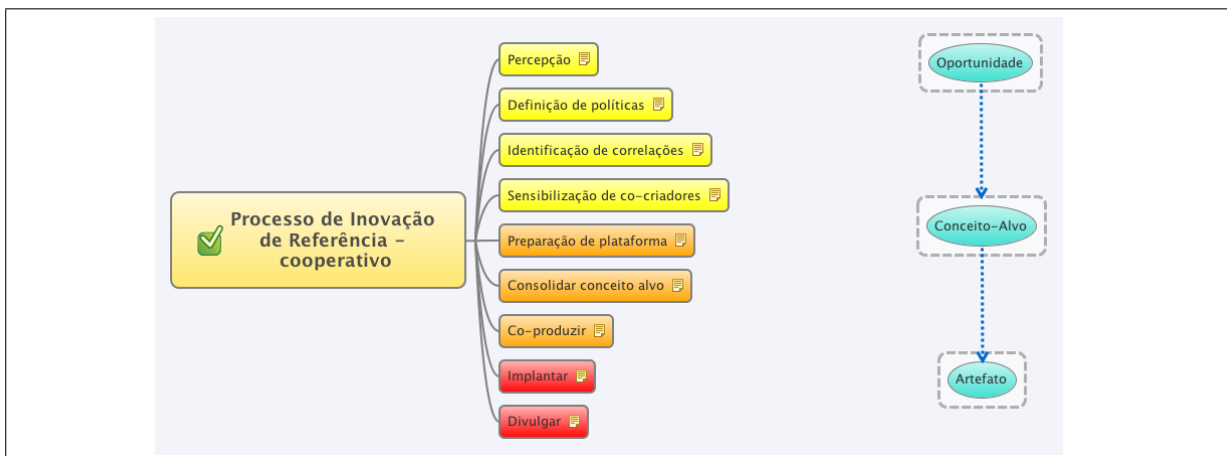 Processo de Inovação
de Referência -
cooperativo
Percepção
Definição de políticas
Identificação de correlações
Sensibilização de co-criadores
Preparação de plataforma
Consolidar conceito alvo
Co-produzir
Implantar
Divulgar
Oportunidade
Conceito-Alvo
Artefato